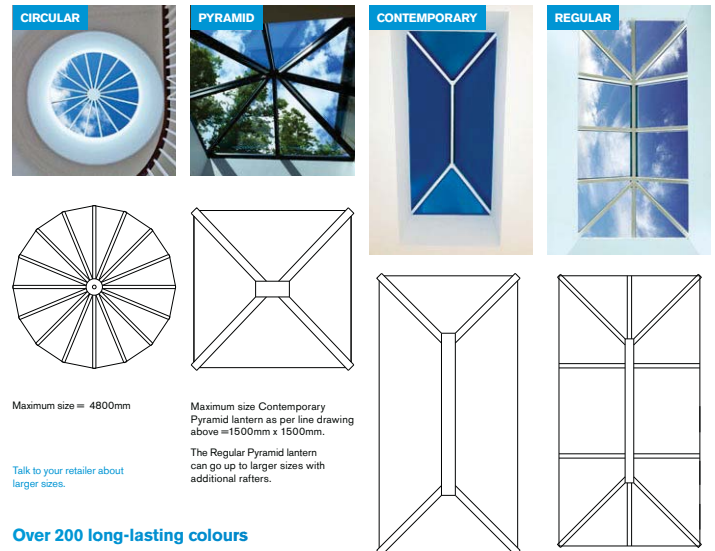 CIRCULAR
PYRAMID
CONTEMPORARY
REGULAR
Maximum size = 4800mm
Talk to your retailer about
larger sizes.
Maximum size Contemporary
Pyramid lantern as per line drawing
above =1500mm x 1500mm.
The Regular Pyramid lantern
can go up to larger sizes with
additional rafters.
Over 200 long-lasting colours